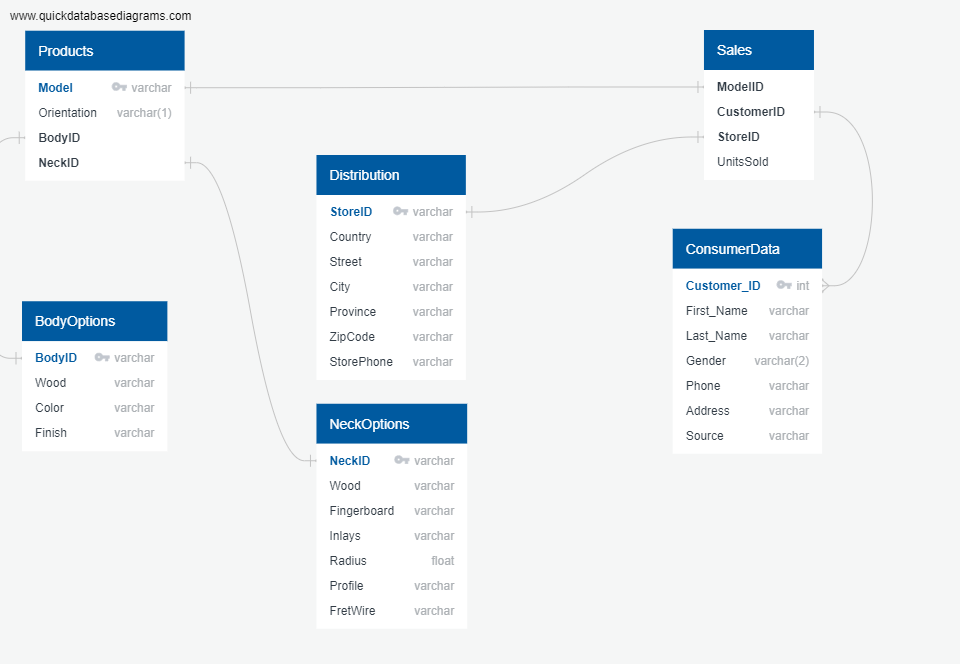 www.quickdatabasediagrams.com
Products
Model varchar
Orientation varchar(1)
BodyID
NeckID
Sales
ModelID
CustomerID
StoreID
UnitsSold
Distribution
StoreID varchar
Country varchar
Street varchar
City varchar
Province varchar
ZipCode varchar
StorePhone varchar
ConsumerData
Customer_ID int
First_Name varchar
Last_Name varchar
Gender varchar(2)
Phone varchar
Address varchar
Source varchar
BodyOptions
BodyID varchar
Wood varchar
Color varchar
Finish varchar
NeckOptions
NeckID varchar
Wood varchar
Fingerboard varchar
Inlays varchar
Radius float
Profile varchar
FretWire varchar